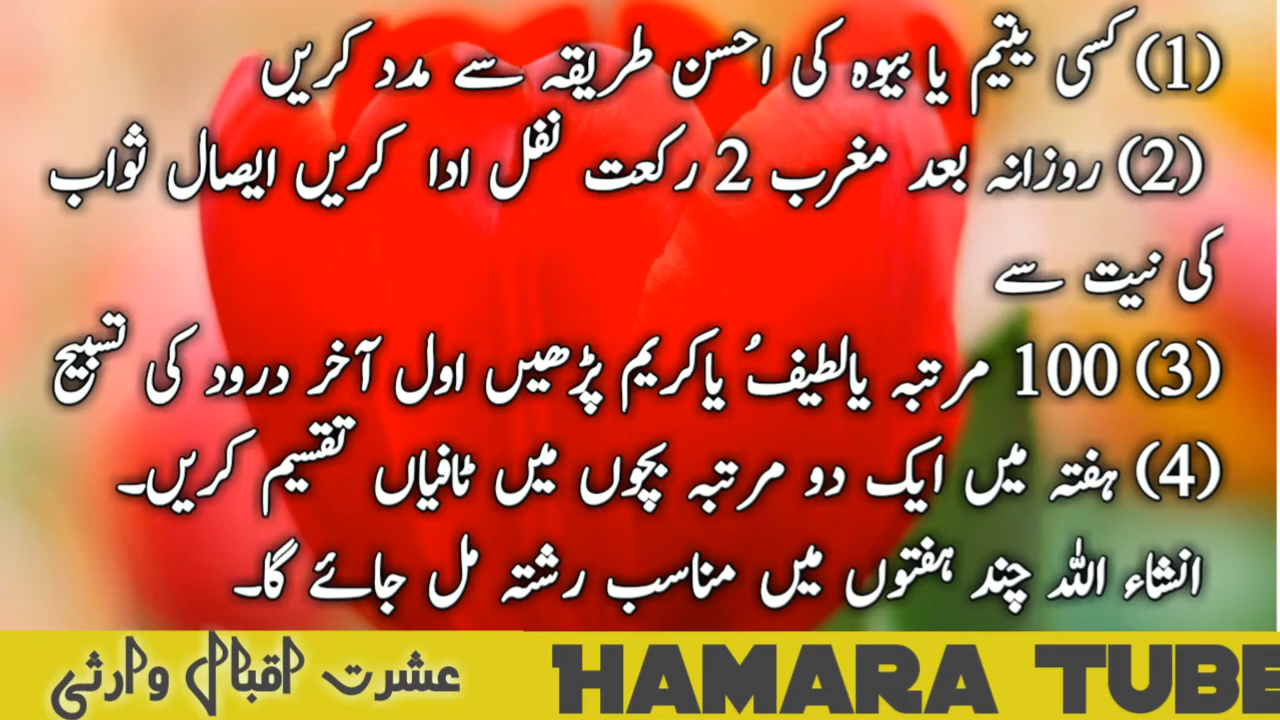 (1) کسی یتیم یا بیوہ کی احسن طریقہ سے مدد کریں
(2) روزانہ بعد مغرب 2 رکعت نفل ادا کریں ایصال ثواب
کی نیت سے
(3) 100 مرتبہ یالطیفُ یاکریم پڑھیں اول آخر درود کی تسبیح
(4) ہفتہ میں ایک دو مرتبہ بچوں میں ٹافیاں تقسیم کریں۔
انشاء اللہ چند ہفتوں میں مناسب رشتہ مل جائے گا۔
عشرت اقبال وارثی
HAMARA TUBE